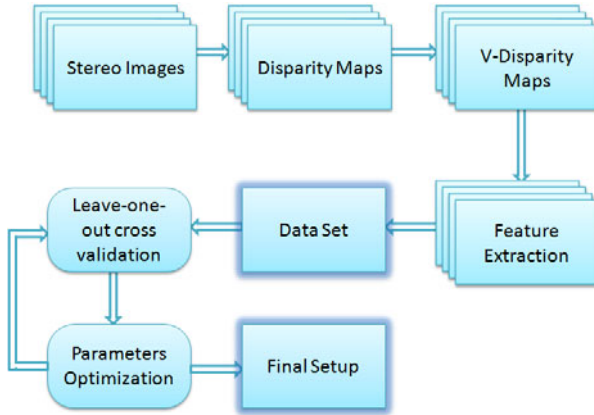 Stereo Images
Disparity Maps
V-Disparity
Maps
Leave-one-
out cross
validation
Data Set
Feature
Extraction
Parameters
Optimization
Final Setup